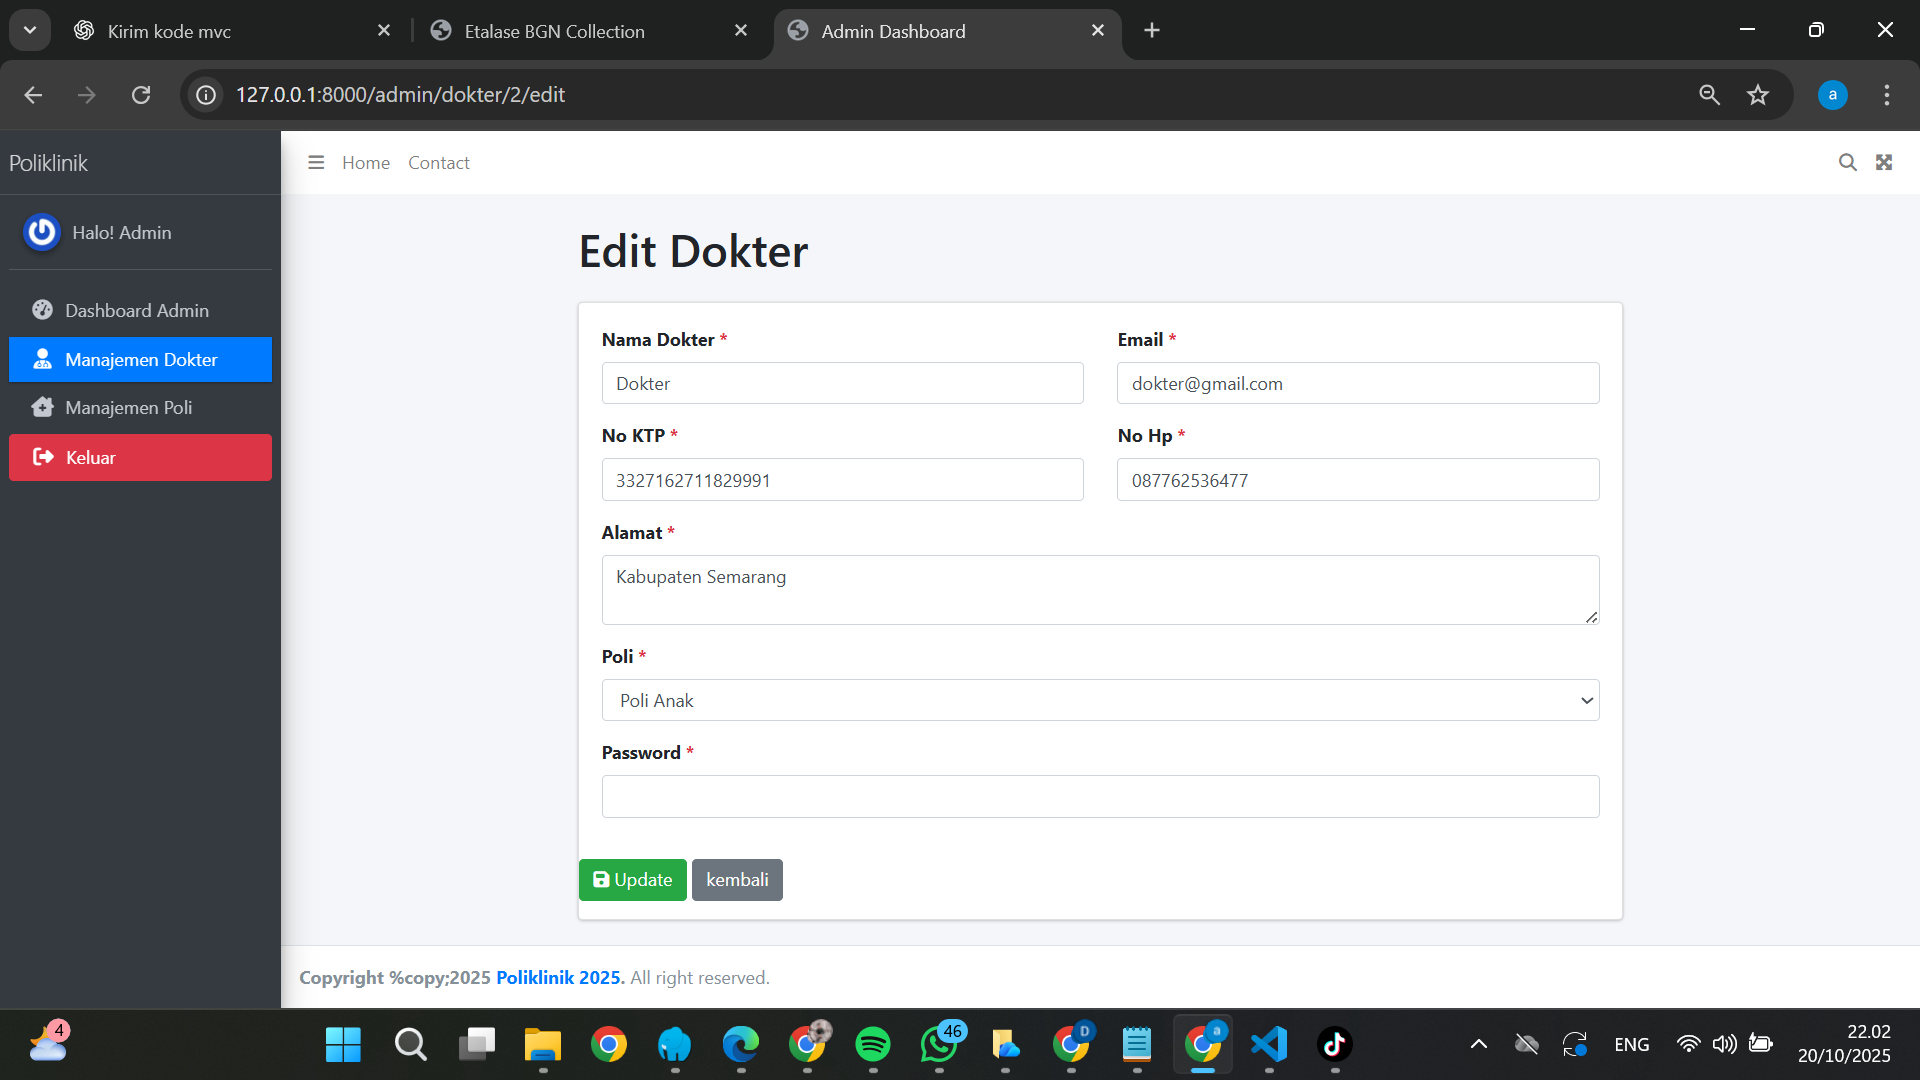 Kirim kode mvc
Etalase BGN Collection
Admin Dashboard
127.0.0.1:8000/admin/dokter/2/edit
a
Poliklinik
Home
Contact
Halo! Admin
Dashboard Admin
Manajemen Dokter
Manajemen Poli
Keluar
Edit Dokter
Nama Dokter *
Email *
Dokter
dokter@gmail.com
No KTP *
No Hp *
3327162711829991
087762536477
Alamat *
Kabupaten Semarang
Poli *
Poli Anak
Password *
Update
kembali
Copyright %copy;2025 Poliklinik 2025. All right reserved.
4
46
D
a
ENG
22.02
20/10/2025